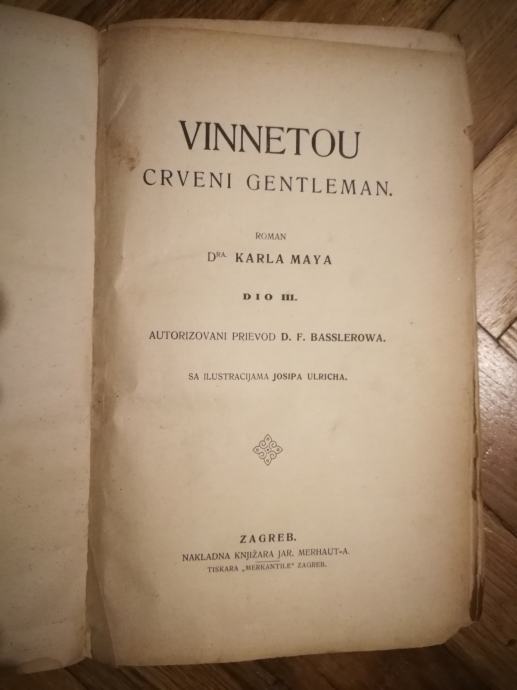 VINNETOU
CRVENI GENTLEMAN.
ROMAN
DRA. KARLA MAYA
DIO III.
AUTORIZOVANI PRIEVOD D. F. BASSLEROWA.
SA ILUSTRACIJAMA JOSIPA ULRICHA.
ZAGREB.
NAKLADNA KNJIŽARA JAR. MERHAUT-A.
TISKARA „MERKANTILE" ZAGREB.